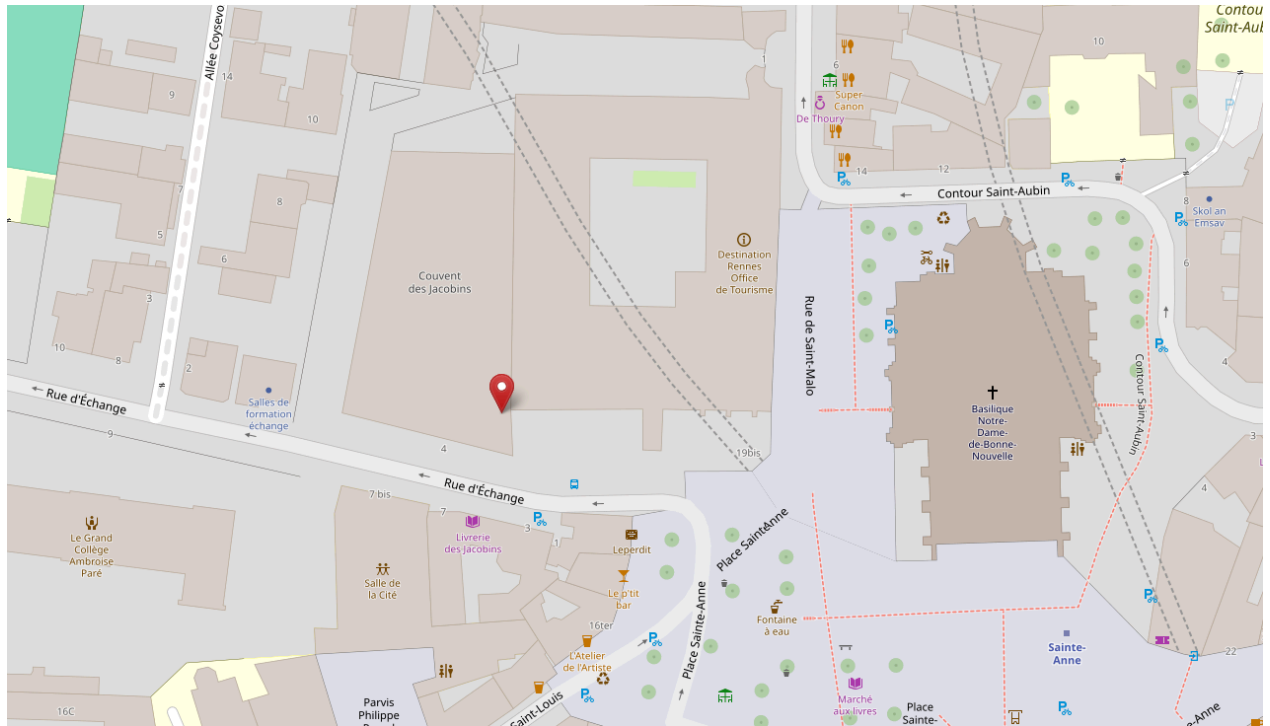 Contour
Saint-Aub
10
Allée Coysevo
14
9
10
1
6
Super
Canon
De Thoury
P
14
12
P
P
Contour Saint-Aubin
7
8
5
6
3
10
8
2
8
Skol an
Emsav
P
6
Destination
Rennes
Office
de Tourisme
Couvent
des Jacobins
Rue de Saint-Malo
P
P
4
Contour Saint-Aubin
Rue d'Échange
9
Salles de
formation
échange
Basilique
Notre-
Dame-
de-Bonne-
Nouvelle
3
4
19bis
4
L
7 bis
Rue d'Échange
7
3
P
1
Livrerie
des Jacobins
Leperdit
Place SainteAnne
Le Grand
Collège
Ambroise
Paré
Salle de
la Cité
Le p'tit
bar
16ter
Fontaine
à eau
P
P
L'Atelier
de l'Artiste
Place Sainte-Anne
Sainte-
Anne
22
Parvis
Philippe
P
Saint-Louis
Marché
aux livres
Place
Sainte-
P
e-Anne
16C